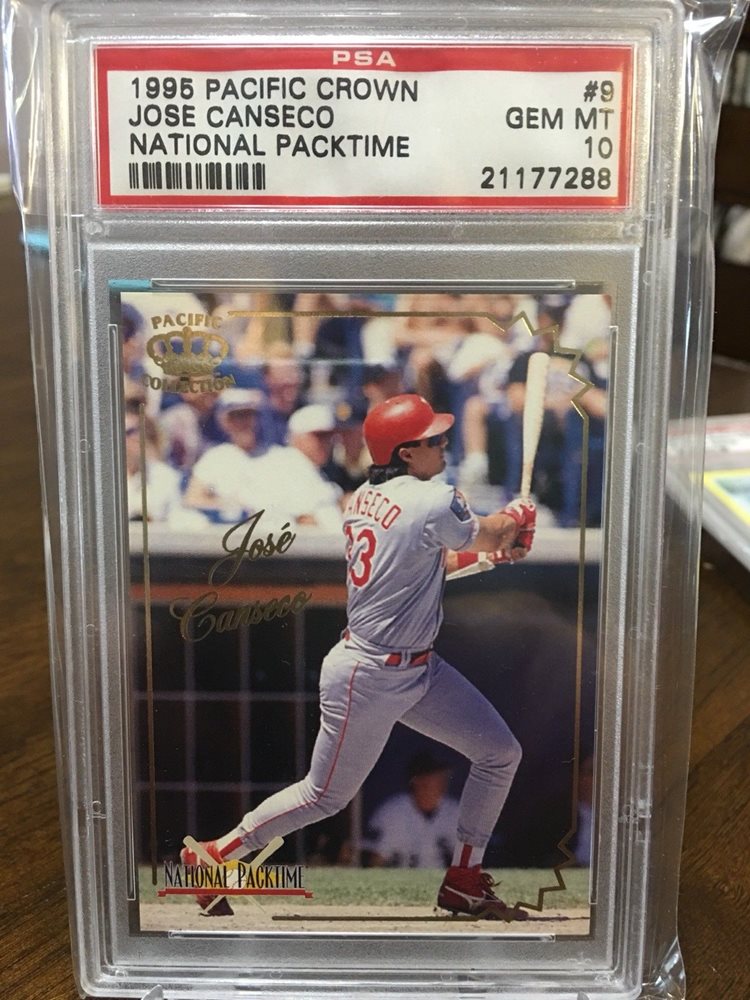 PSA
1995 PACIFIC CROWN #9
JOSE CANSECO GEM MT
NATIONAL PACKTIME 10
21177288
PACIFIC
COLLECTION
ANSECO
33
José
Canseco
NATIONAL PACKTIME